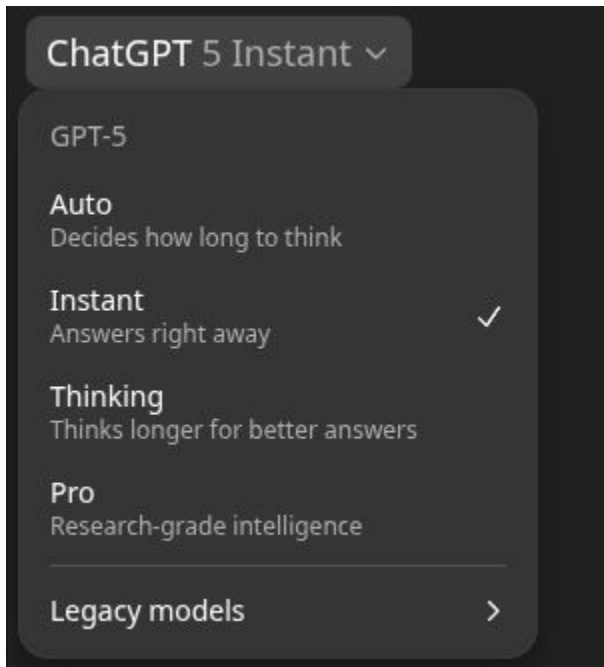 ChatGPT 5 Instant
GPT-5
Auto
Decides how long to think
Instant
Answers right away
Thinking
Thinks longer for better answers
Pro
Research-grade intelligence
Legacy models